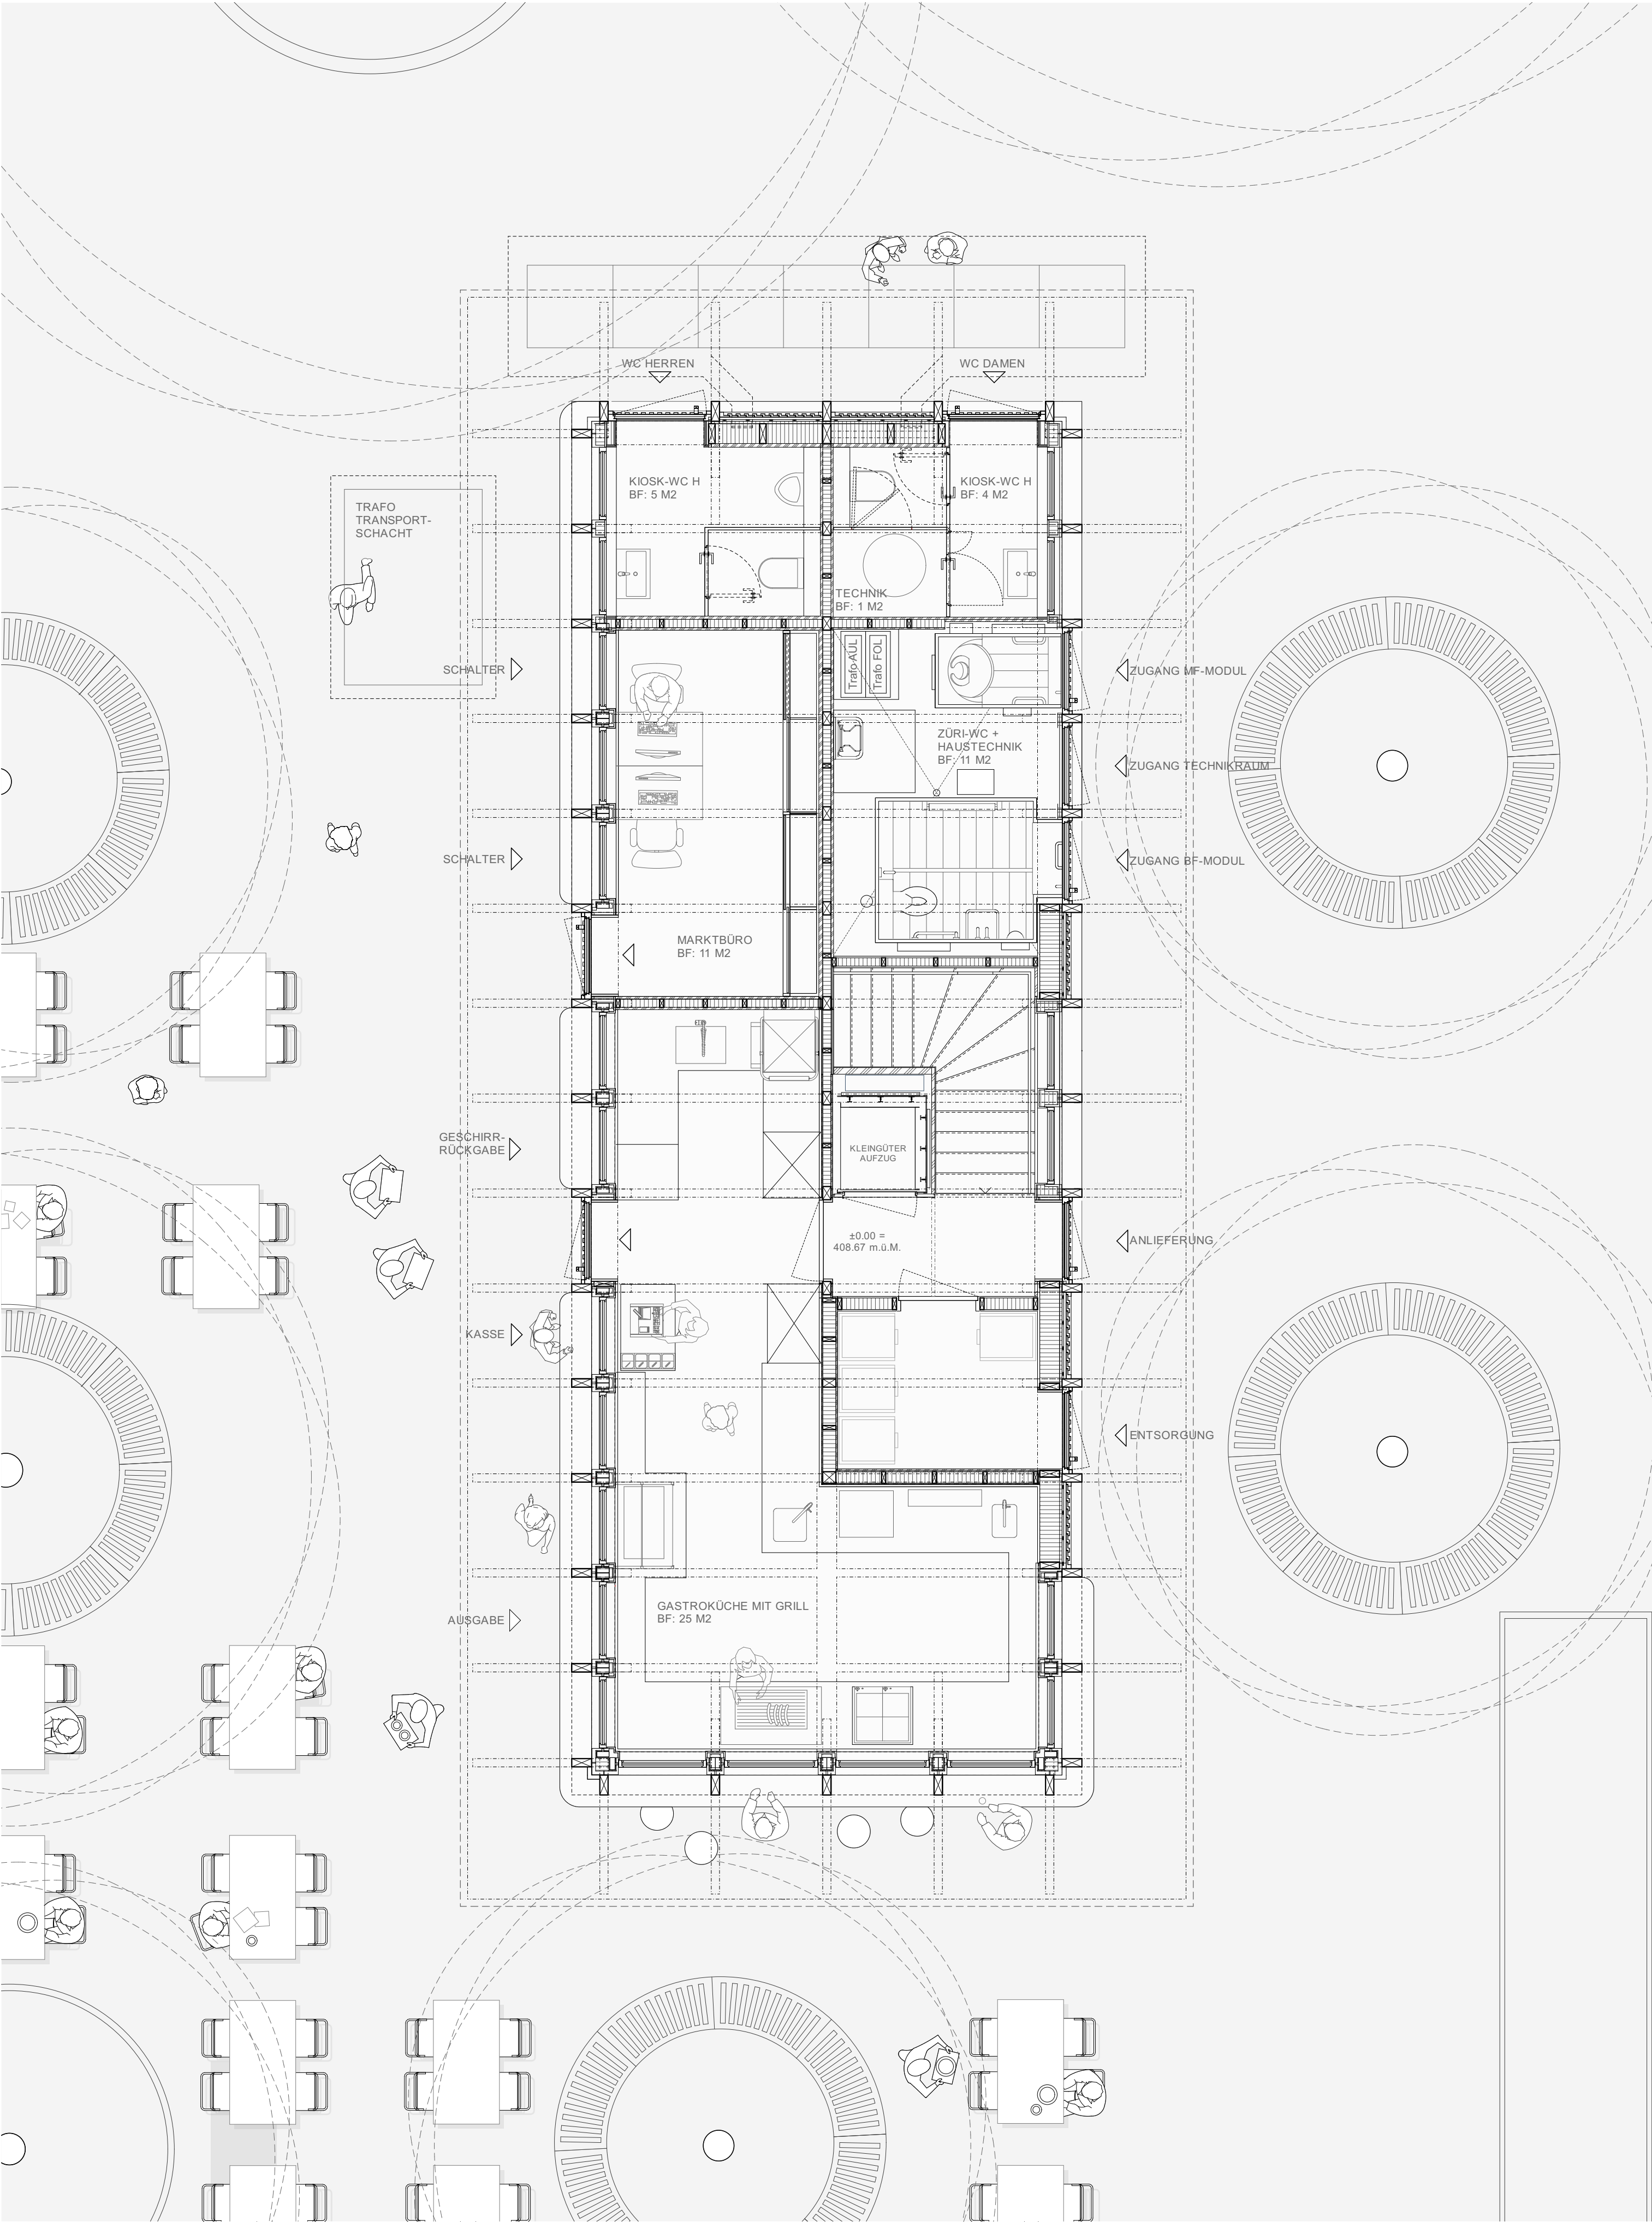 WC HERREN
WC DAMEN
KIOSK-WC H
BF: 5 M2
KIOSK-WC H
BF: 4 M2
TRAFO
TRANSPORT-
SCHACHT
TECHNIK
BF: 1 M2
SCHALTER
Trafo AUL
Trafo FOL
ZUGANG MF-MODUL
ZÜRI-WC +
HAUSTECHNIK
BF: 11 M2
ZUGANG TECHNIKRAUM
SCHALTER
ZUGANG BF-MODUL
MARKTBÜRO
BF: 11 M2
GESCHIRR-
RÜCKGABE
KLEINGÜTER
AUFZUG
±0.00 =
408.67 m.ü.M.
ANLIEFERUNG
KASSE
ENTSORGUNG
AUSGABE
GASTROKÜCHE MIT GRILL
BF: 25 M2